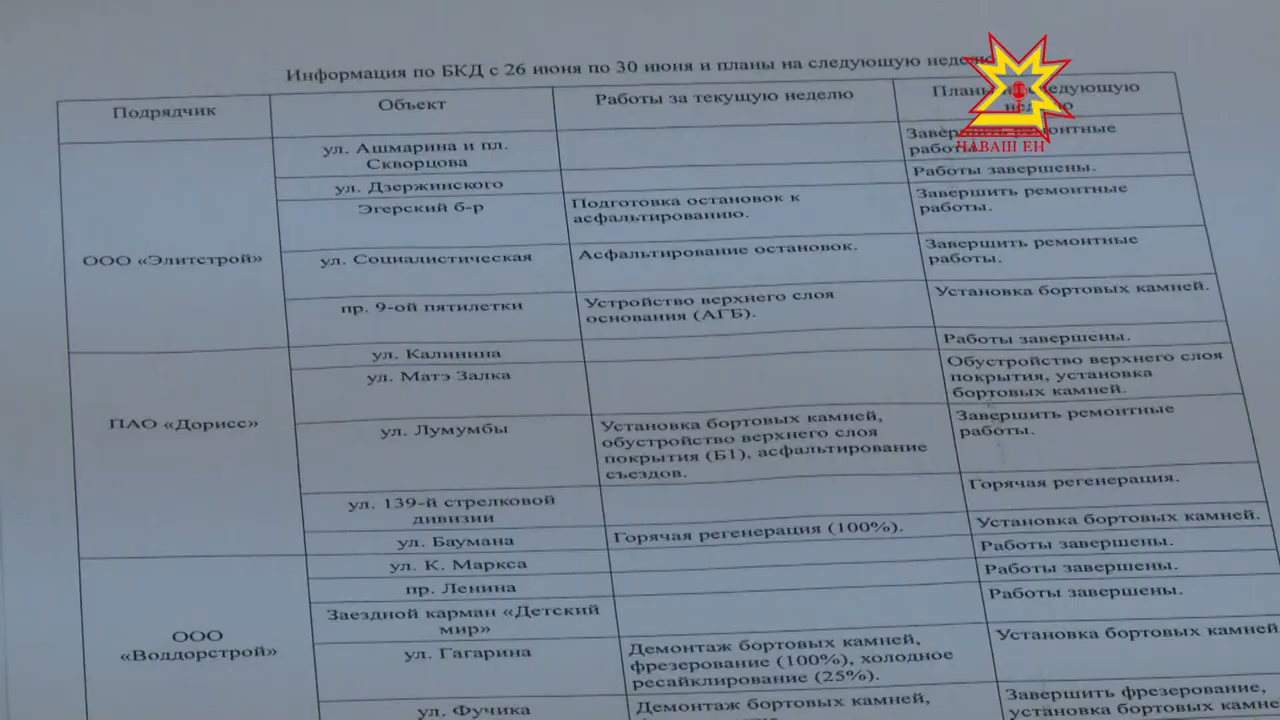 Информация по БКД с 26 июня по 30 июня и планы на следующую неделю
Подрядчик
Объект
Работы за текущую неделю
Планы на следующую
неделю
ООО «Элитстрой»
ул. Ашмарина и пл.
Скворцова
Завершить ремонтные
работы.
ЧАВАШ ЕН
ул. Дзержинского
Работы завершены.
Эгерский б-р
Подготовка остановок к
асфальтированию.
Завершить ремонтные
работы.
ул. Социалистическая
Асфальтирование остановок.
Завершить ремонтные
работы.
пр. 9-ой пятилетки
Устройство верхнего слоя
основания (АГБ).
Установка бортовых камней.
ПАО «Дорисс»
ул. Калинина
Работы завершены.
ул. Матэ Залка
Обустройство верхнего слоя
покрытия, установка
бортовых камней.
ул. Лумумбы
Установка бортовых камней,
обустройство верхнего слоя
покрытия (Б1), асфальтирование
съездов.
Завершить ремонтные
работы.
ул. 139-й стрелковой
дивизии
Горячая регенерация.
ул. Баумана
Горячая регенерация (100%).
Установка бортовых камней.
ООО
«Воддорстрой»
ул. К. Маркса
Работы завершены.
пр. Ленина
Работы завершены.
Заездной карман «Детский
мир»
Работы завершены.
ул. Гагарина
Демонтаж бортовых камней,
фрезерование (100%), холодное
ресайклирование (25%).
Установка бортовых камней
ул. Фучика
Демонтаж бортовых камней,
Завершить фрезерование,
установка бортовых камне